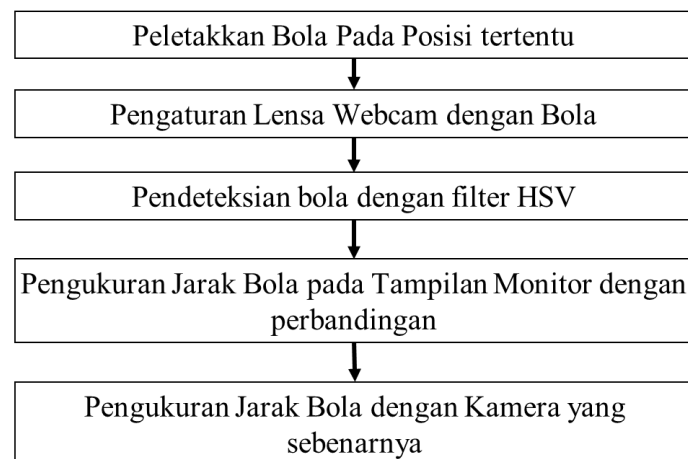 Peletakkan Bola Pada Posisi tertentu
Pengaturan Lensa Webcam dengan Bola
Pendeteksian bola dengan filter HSV
Pengukuran Jarak Bola pada Tampilan Monitor dengan
perbandingan
Pengukuran Jarak Bola dengan Kamera yang
sebenarnya